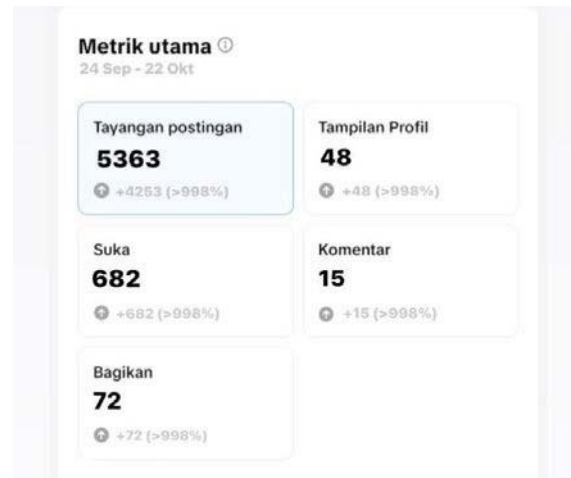 Metrik utama
24 Sep - 22 Okt
Tayangan postingan
5363
+4253 (>998%)
Tampilan Profil
48
+48 (>998%)
Suka
682
+682 (>998%)
Komentar
15
+15 (>998%)
Bagikan
72
+72 (>998%)